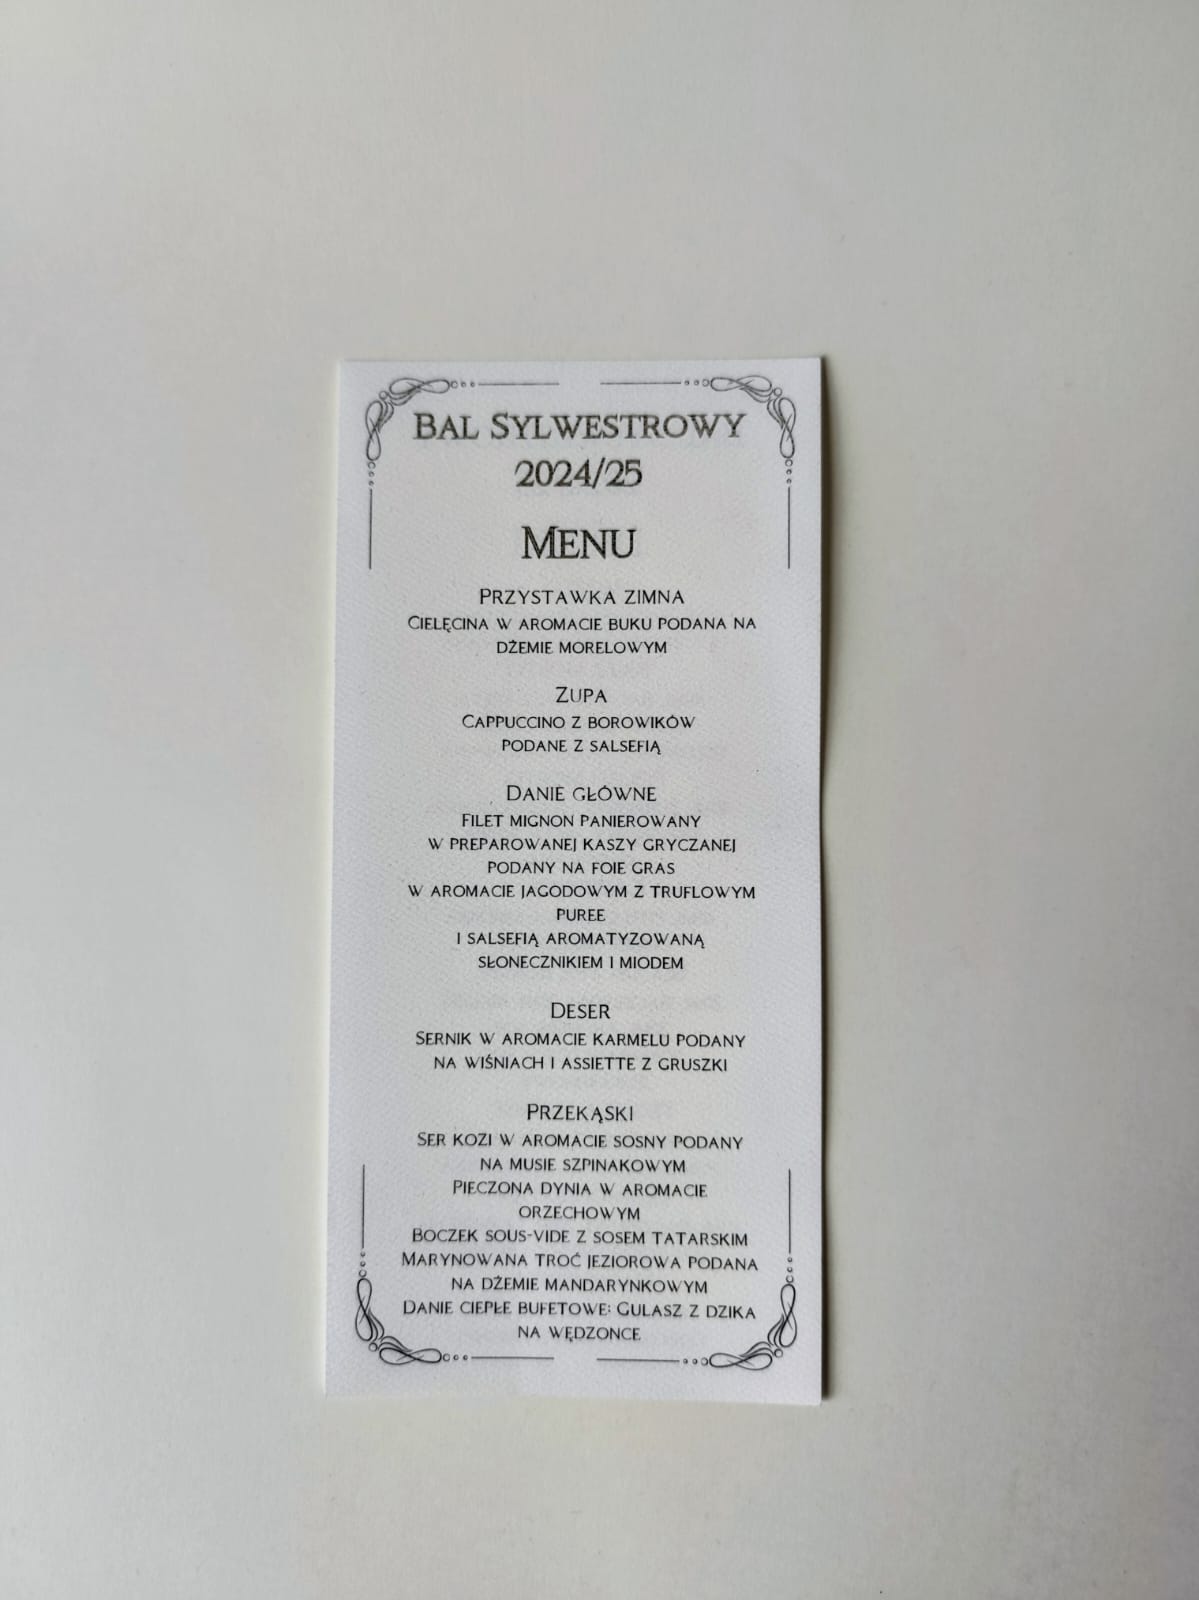 Bal Sylwestrowy
2024/25
Menu
Przystawka zimna
Cielęcina w aromacie buku podana na
dżemie morelowym
Zupa
Cappuccino z borowików
podane z salsefią
Danie główne
Filet mignon panierowany
w preparowanej kaszy gryczanej
podany na foie gras
w aromacie jagodowym z truflowym
puree
i salsefią aromatyzowaną
słonecznikiem i miodem
Deser
Sernik w aromacie karmelu podany
na wiśniach i assiette z gruszki
Przekąski
Ser kozi w aromacie sosny podany
na musie szpinakowym
Pieczona dynia w aromacie
orzechowym
Boczek sous-vide z sosem tatarskim
Marynowana troć jeziorowa podana
na dżemie mandarynkowym
Danie ciepłe bufetowe: Gulasz z dzika
na wędzonce